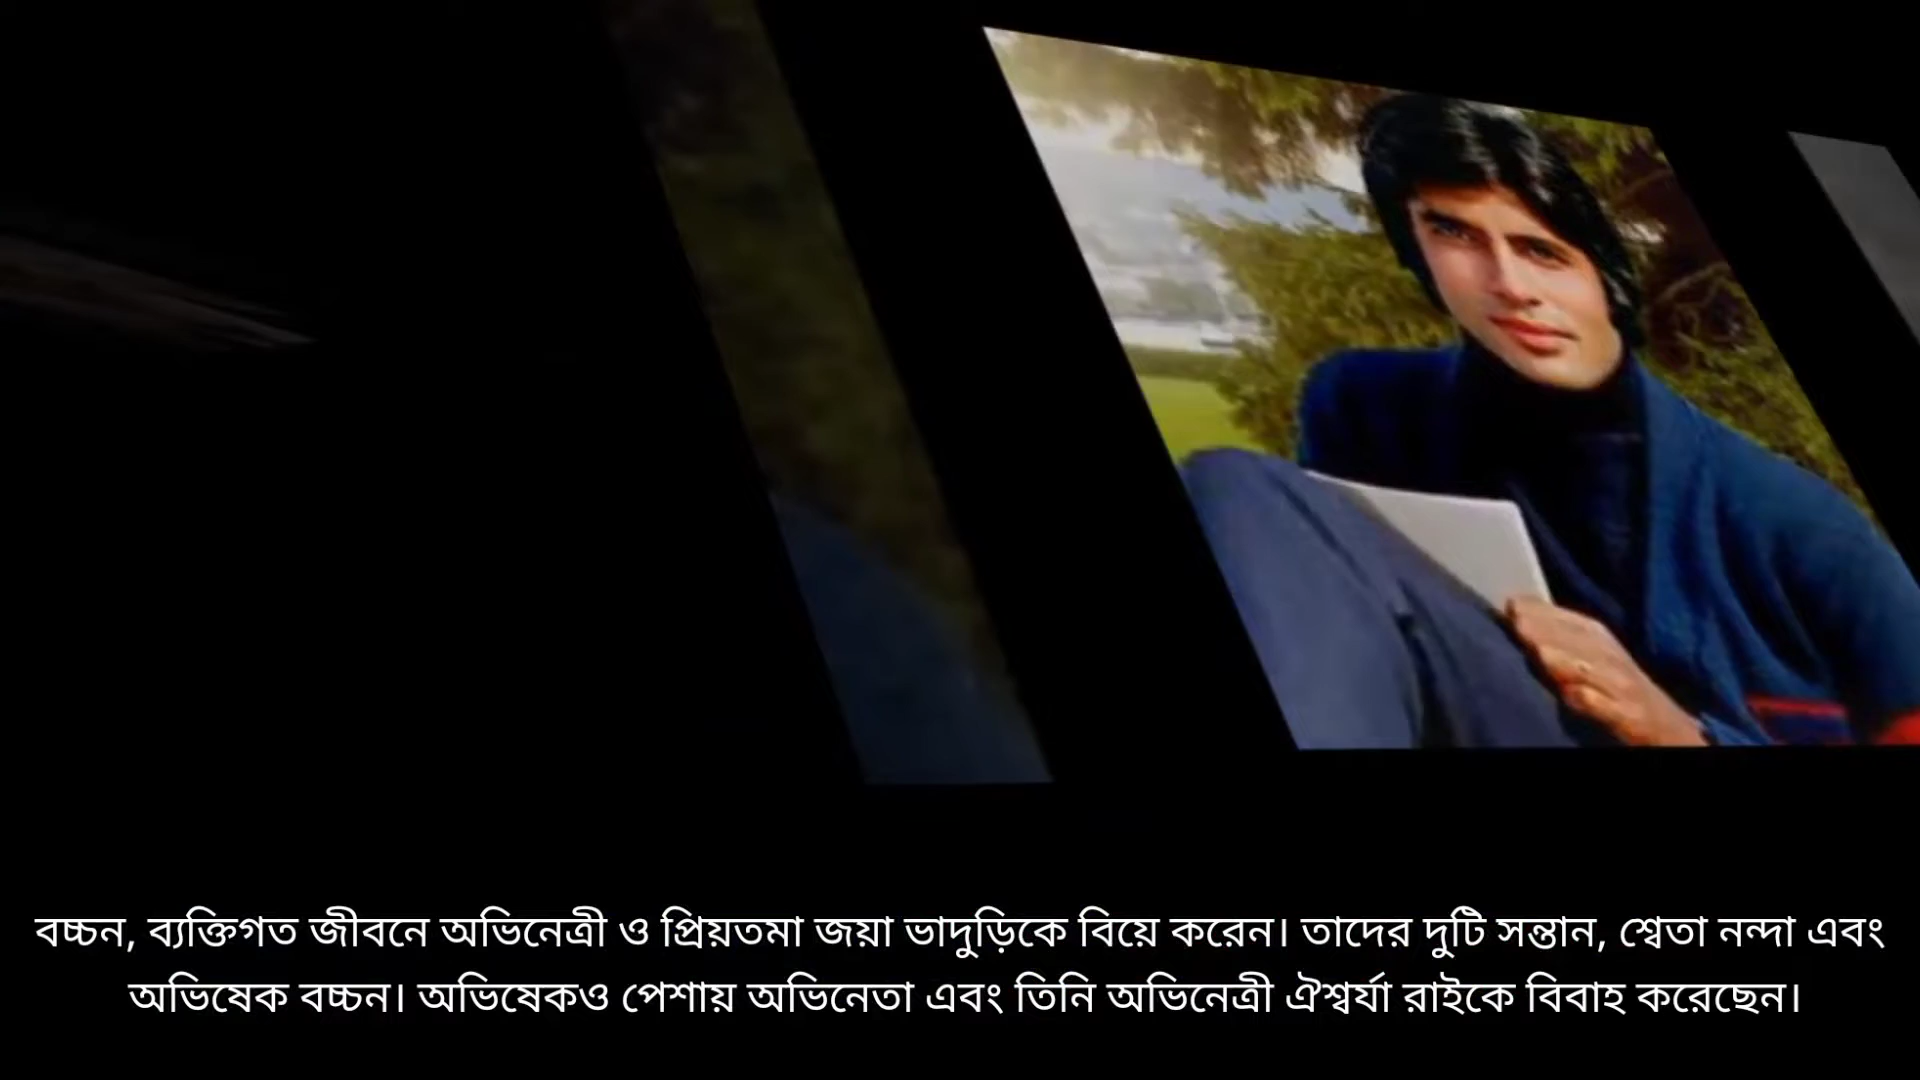 বচ্চন, ব্যক্তিগত জীবনে অভিনেত্রী ও প্রিয়তমা জয়া ভাদুড়িকে বিয়ে করেন। তাদের দুটি সন্তান, শ্বেতা নন্দা এবং
অভিষেক বচ্চন। অভিষেকও পেশায় অভিনেতা এবং তিনি অভিনেত্রী ঐশ্বর্যা রাইকে বিবাহ করেছেন।